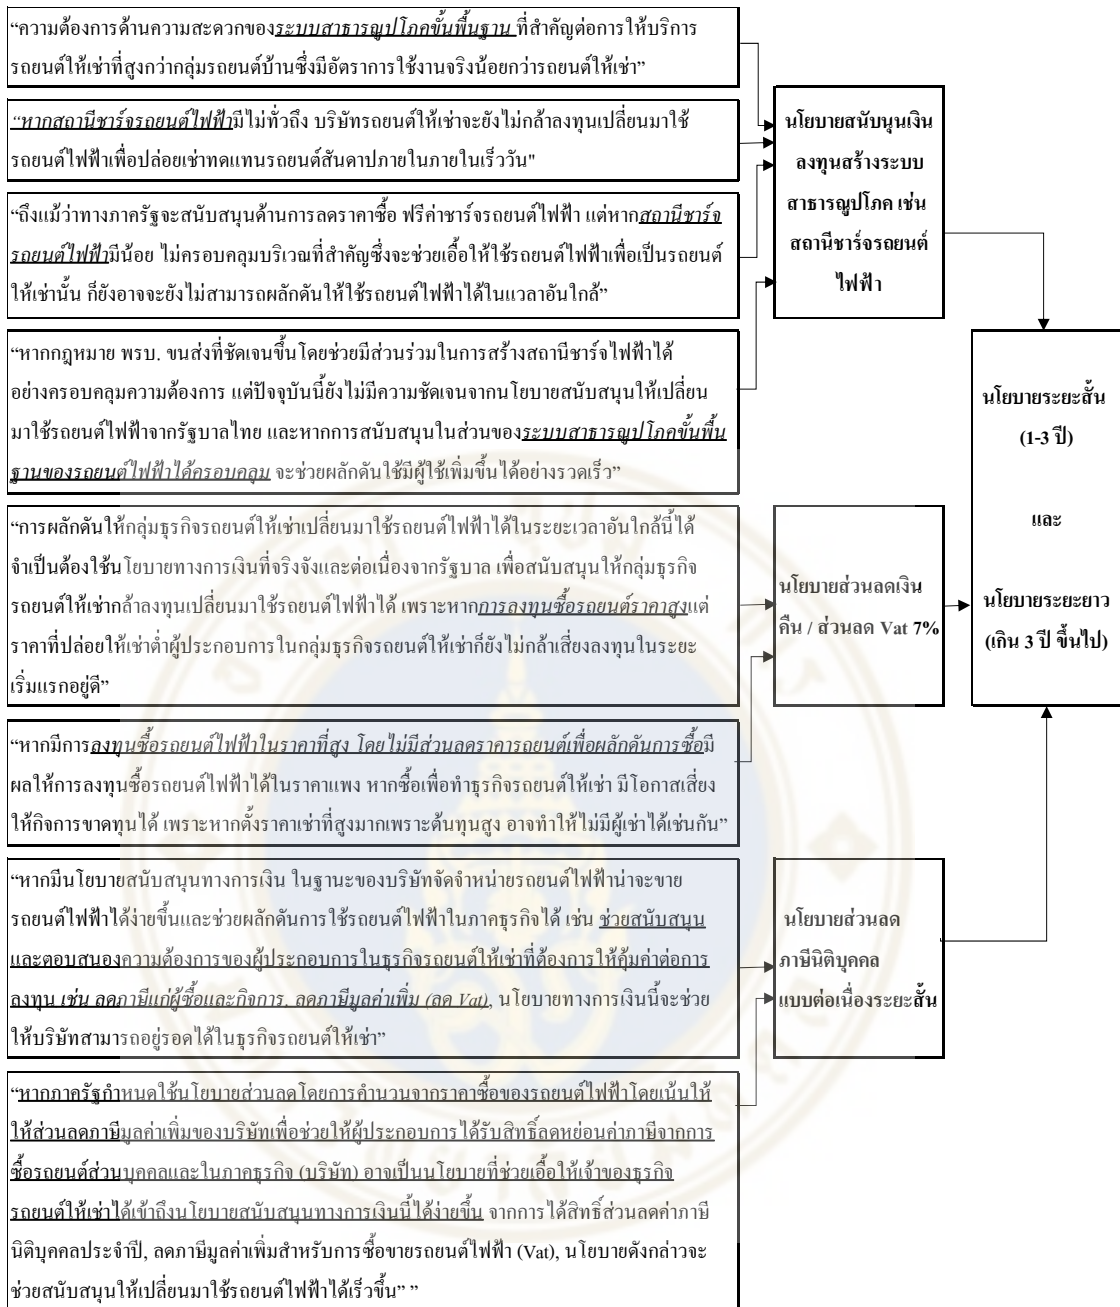 “ความต้องการด้านความสะดวกของระบบสาธารณูปโภคขั้นพื้นฐาน ที่สำคัญต่อการให้บริการ
รถยนต์ให้เช่าที่สูงกว่ากลุ่มรถยนต์บ้านซึ่งมีอัตราการใช้งานจริงน้อยกว่ารถยนต์ให้เช่า”
“หากสถานีชาร์จรถยนต์ไฟฟ้ามีไม่ทั่วถึง บริษัทรถยนต์ให้เช่าจะยังไม่กล้าลงทุนเปลี่ยนมาใช้
รถยนต์ไฟฟ้าเพื่อปล่อยเช่าทดแทนรถยนต์สันดาปภายในภายในเร็ววัน"
“ถึงแม้ว่าทางภาครัฐจะสนับสนุนด้านการลดราคาซื้อ ฟรีค่าชาร์จรถยนต์ไฟฟ้า แต่หากสถานีชาร์จ
รถยนต์ไฟฟ้ามีน้อย ไม่ครอบคลุมบริเวณที่สำคัญซึ่งจะช่วยเอื้อให้ใช้รถยนต์ไฟฟ้าเพื่อเป็นรถยนต์
ให้เช่านั้น ก็ยังอาจจะยังไม่สามารถผลักดันให้ใช้รถยนต์ไฟฟ้าได้ในแวลาอันใกล้”
“หากกฎหมาย พรบ. ขนส่งที่ชัดเจนขึ้นโดยช่วยมีส่วนร่วมในการสร้างสถานีชาร์จไฟฟ้าได้
อย่างครอบคลุมความต้องการ แต่ปัจจุบันนี้ยังไม่มีความชัดเจนจากนโยบายสนับสนุนให้เปลี่ยน
มาใช้รถยนต์ไฟฟ้าจากรัฐบาลไทย และหากการสนับสนุนในส่วนของระบบสาธารณูปโภคขั้นพื้น
ฐานของรถยนต์ไฟฟ้าได้ครอบคลุม จะช่วยผลักดันใช้มีผู้ใช้เพิ่มขึ้นได้อย่างรวดเร็ว”
“การผลักดันให้กลุ่มธุรกิจรถยนต์ให้เช่าเปลี่ยนมาใช้รถยนต์ไฟฟ้าได้ในระยะเวลาอันใกล้นี้ได้
จำเป็นต้องใช้นโยบายทางการเงินที่จริงจังและต่อเนื่องจากรัฐบาล เพื่อสนับสนุนให้กลุ่มธุรกิจ
รถยนต์ให้เช่ากล้าลงทุนเปลี่ยนมาใช้รถยนต์ไฟฟ้าได้ เพราะหากการลงทุนซื้อรถยนต์ราคาสูงแต่
ราคาที่ปล่อยให้เช่าต่ำผู้ประกอบการในกลุ่มธุรกิจรถยนต์ให้เช่าก็ยังไม่กล้าเสี่ยงลงทุนในระยะ
เริ่มแรกอยู่ดี”
“หากมีการลงทุนซื้อรถยนต์ไฟฟ้าในราคาที่สูง โดยไม่มีส่วนลดราคารถยนต์เพื่อผลักดันการซื้อมี
ผลให้การลงทุนซื้อรถยนต์ไฟฟ้าได้ในราคาแพง หากซื้อเพื่อทำธุรกิจรถยนต์ให้เช่า มีโอกาสเสี่ยง
ให้กิจการขาดทุนได้ เพราะหากตั้งราคาเช่าที่สูงมากเพราะต้นทุนสูง อาจทำให้ไม่มีผู้เช่าได้เช่นกัน”
“หากมีนโยบายสนับสนุนทางการเงิน ในฐานะของบริษัทจัดจำหน่ายรถยนต์ไฟฟ้าน่าจะขาย
รถยนต์ไฟฟ้าได้ง่ายขึ้นและช่วยผลักดันการใช้รถยนต์ไฟฟ้าในภาคธุรกิจได้ เช่น ช่วยสนับสนุน
และตอบสนองความต้องการของผู้ประกอบการในธุรกิจรถยนต์ให้เช่าที่ต้องการให้คุ้มค่าต่อการ
ลงทุน เช่น ลดภาษีแก่ผู้ซื้อและกิจการ. ลดภาษีมูลค่าเพิ่ม (ลด Vat), นโยบายทางการเงินนี้จะช่วย
ให้บริษัทสามารถอยู่รอดได้ในธุรกิจรถยนต์ให้เช่า”
“หากภาครัฐกำหนดใช้นโยบายส่วนลดโดยการคำนวนจากราคาซื้อของรถยนต์ไฟฟ้าโดยเน้นให้
ให้ส่วนลดภาษีมูลค่าเพิ่มของบริษัทเพื่อช่วยให้ผู้ประกอบการได้รับสิทธิ์ลดหย่อนค่าภาษีจากการ
ซื้อรถยนต์ส่วนบุคคลและในภาคธุรกิจ (บริษัท) อาจเป็นนโยบายที่ช่วยเอื้อให้เจ้าของธุรกิจ
รถยนต์ให้เช่าได้เข้าถึงนโยบายสนับสนุนทางการเงินนี้ได้ง่ายขึ้น จากการได้สิทธิ์ส่วนลดค่าภาษี
นิติบุคคลประจำปี, ลดภาษีมูลค่าเพิ่มสำหรับการซื้อขายรถยนต์ไฟฟ้า (Vat), นโยบายดังกล่าวจะ
ช่วยสนับสนุนให้เปลี่ยนมาใช้รถยนต์ไฟฟ้าได้เร็วขึ้น” ”
นโยบายสนับนุนเงิน
ลงทุนสร้างระบบ
สาธารณูปโภค เช่น
สถานีชาร์จรถยนต์
ไฟฟ้า
นโยบายส่วนลดเงิน
คืน / ส่วนลด Vat 7%
นโยบายส่วนลด
ภาษีนิติบุคคล
แบบต่อเนื่องระยะสั้น
นโยบายระยะสั้น
(1-3 ปี)
และ
นโยบายระยะยาว
(เกิน 3 ปี ขึ้นไป)